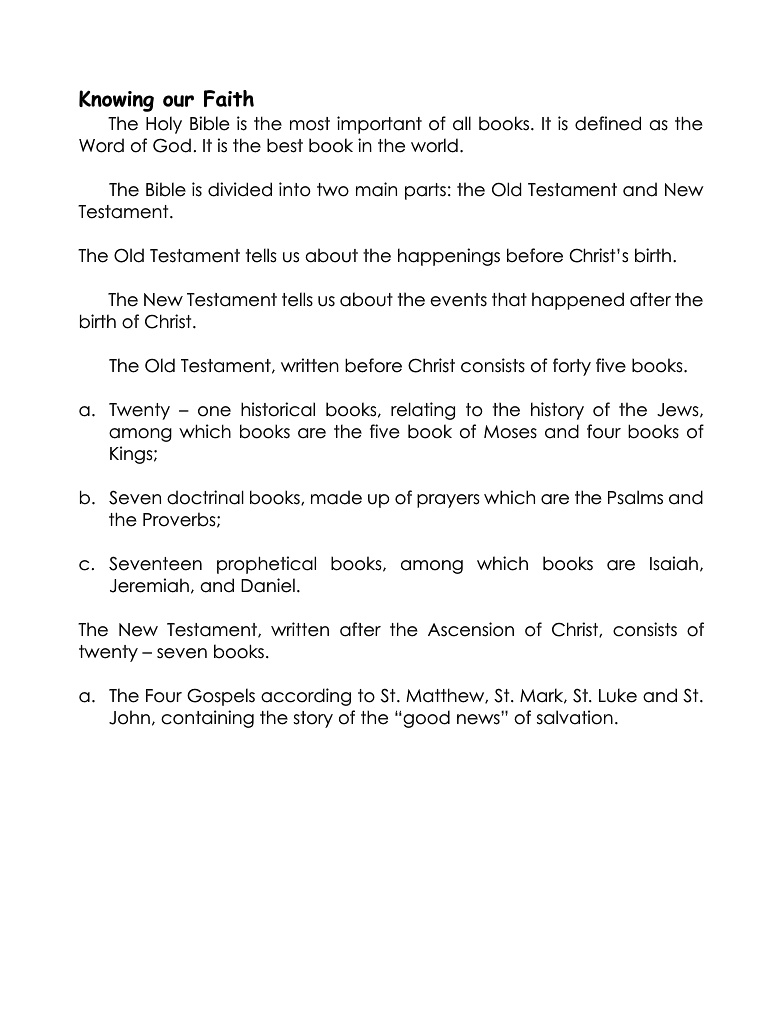 Knowing our Faith
The Holy Bible is the most important of all books. It is defined as the
Word of God. It is the best book in the world.
The Bible is divided into two main parts: the Old Testament and New
Testament.
The Old Testament tells us about the happenings before Christ’s birth.
The New Testament tells us about the events that happened after the
birth of Christ.
The Old Testament, written before Christ consists of forty five books.
a. Twenty – one historical books, relating to the history of the Jews,
among which books are the five book of Moses and four books of
Kings;
b. Seven doctrinal books, made up of prayers which are the Psalms and
the Proverbs;
c. Seventeen prophetical books, among which books are Isaiah,
Jeremiah, and Daniel.
The New Testament, written after the Ascension of Christ, consists of
twenty – seven books.
a. The Four Gospels according to St. Matthew, St. Mark, St. Luke and St.
John, containing the story of the “good news” of salvation.